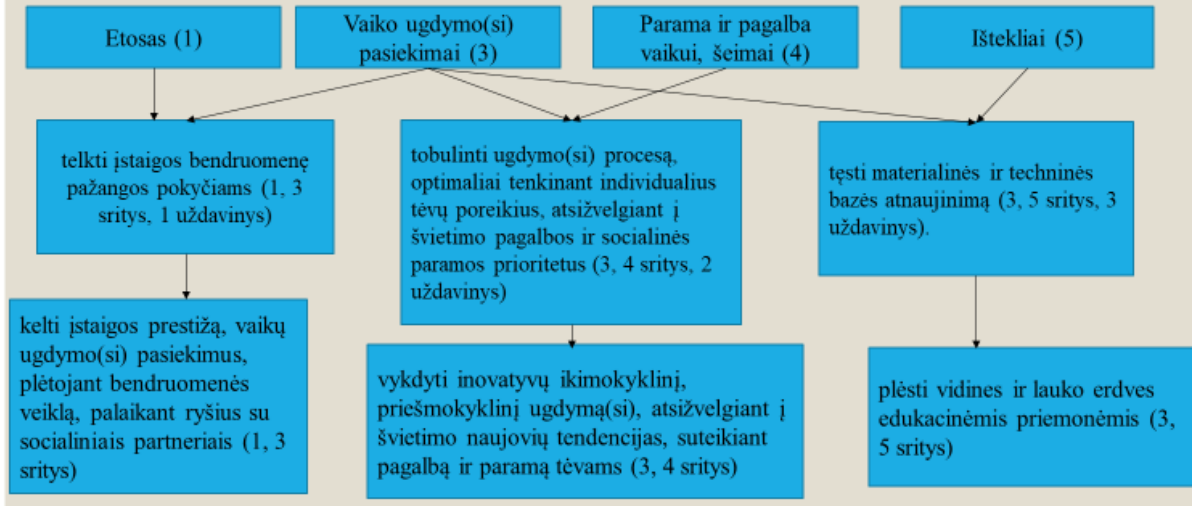 Etosas (1)
Vaiko ugdymo(si)
pasiekimai (3)
Parama ir pagalba
vaikui, šeimai (4)
Ištekliai (5)
telkti įstaigos bendruomenę
pažangos pokyčiams (1, 3
sritys, 1 uždavinys)
tobulinti ugdymo(si) procesą,
optimaliai tenkinant individualius
tėvų poreikius, atsižvelgiant į
švietimo pagalbos ir socialinės
paramos prioritetus (3, 4 sritys, 2
uždavinys)
tęsti materialinės ir techninės
bazės atnaujinimą (3, 5 sritys, 3
uždavinys).
kelti įstaigos prestižą, vaikų
ugdymo(si) pasiekimus,
plėtojant bendruomenės
veiklą, palaikant ryšius su
socialiniais partneriais (1, 3
sritys)
vykdyti inovatyvų ikimokyklinį,
priešmokyklinį ugdymą(si), atsižvelgiant į
švietimo naujovių tendencijas, suteikiant
pagalbą ir paramą tėvams (3, 4 sritys)
plėsti vidines ir lauko erdves
edukacinėmis priemonėmis (3,
5 sritys)